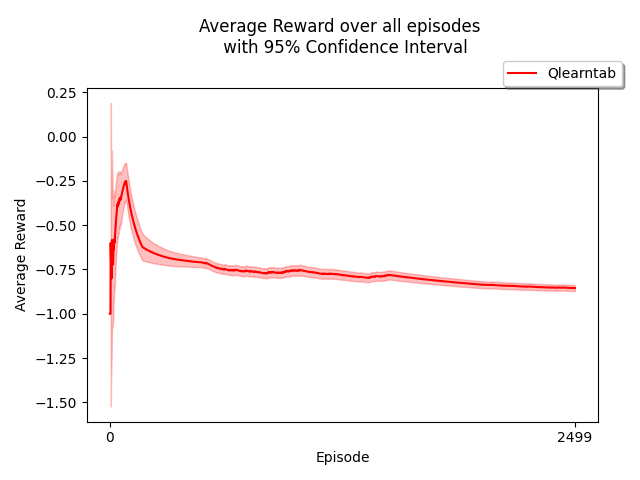 Average Reward over all episodes
with 95% Confidence Interval
Qlearntab
0.25
0.00
−0.25
−0.50
−0.75
−1.00
−1.25
−1.50
Average Reward
0
2499
Episode